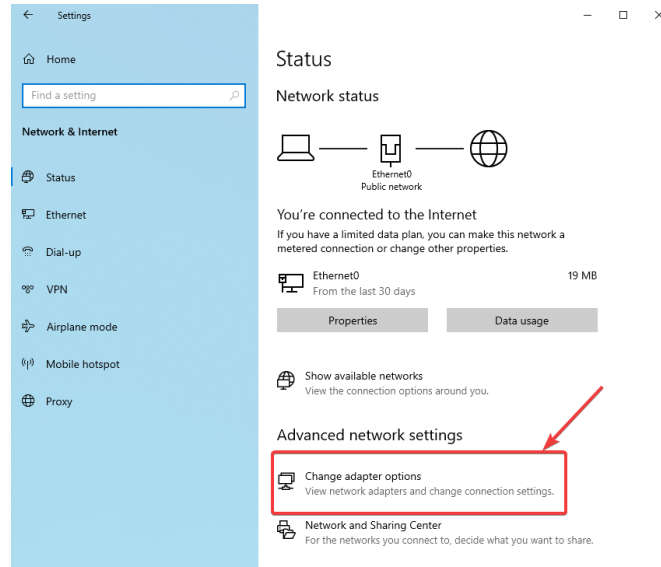 Settings
Home
Find a setting
Network & Internet
Status
Ethernet
Dial-up
VPN
Airplane mode
Mobile hotspot
Proxy
Status
Network status
Ethernet0
Public network
You're connected to the Internet
If you have a limited data plan, you can make this network a
metered connection or change other properties.
Ethernet0 19 MB
From the last 30 days
Properties Data usage
Show available networks
View the connection options around you.
Advanced network settings
Change adapter options
View network adapters and change connection settings.
Network and Sharing Center
For the networks you connect to, decide what you want to share.